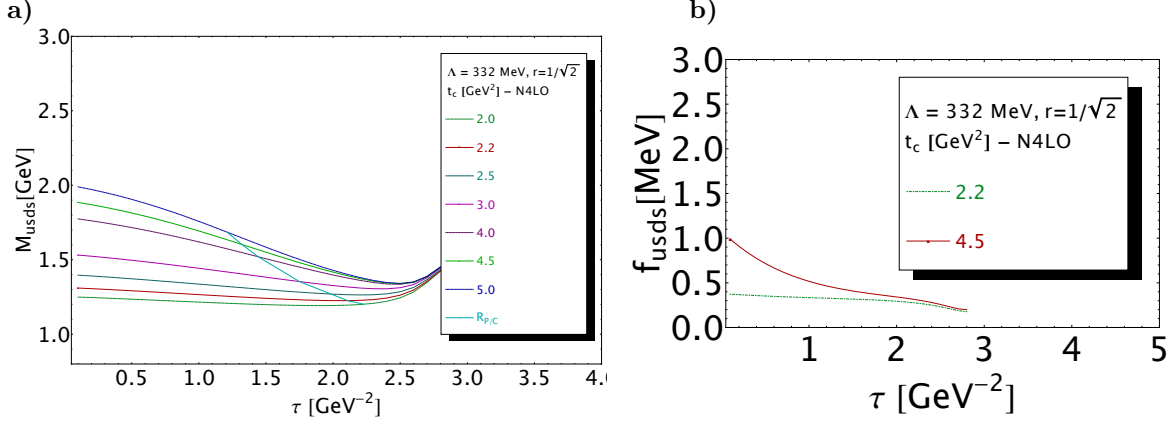 a)
M_usds[GeV]
3.0
2.5
2.0
1.5
1.0
0.5 1.0 1.5 2.0 2.5 3.0 3.5 4.0
τ [GeV⁻²]
Λ = 332 MeV, r=1/√2
t_c [GeV²] – N4LO
2.0
2.2
2.5
3.0
4.0
4.5
5.0
R_P/C
b)
f_usds[MeV]
3.0
2.5
2.0
1.5
1.0
0.5
0.0
1 2 3 4 5
τ [GeV⁻²]
Λ = 332 MeV, r=1/√2
t_c [GeV²] – N4LO
2.2
4.5